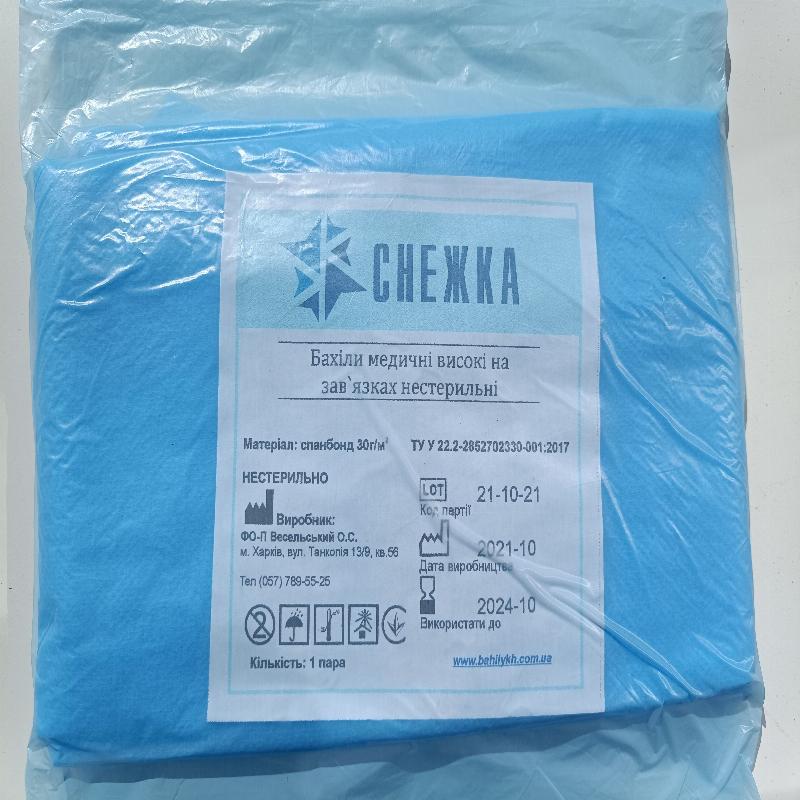 СНЕЖКА
Бахіли медичні високі на
зав`язках нестерильні
Матеріал: спанбонд 30г/м² ТУ У 22.2-2852702330-001:2017
НЕСТЕРИЛЬНО
Виробник:
ФО-П Весельський О.С.
м. Харків, вул. Танкопія 13/9, кв.56
Тел (057) 789-55-25
LOT 21-10-21
Код партії
2021-10
Дата виробництва
2024-10
Використати до
2
Кількість: 1 пара
www.bahilykh.com.ua